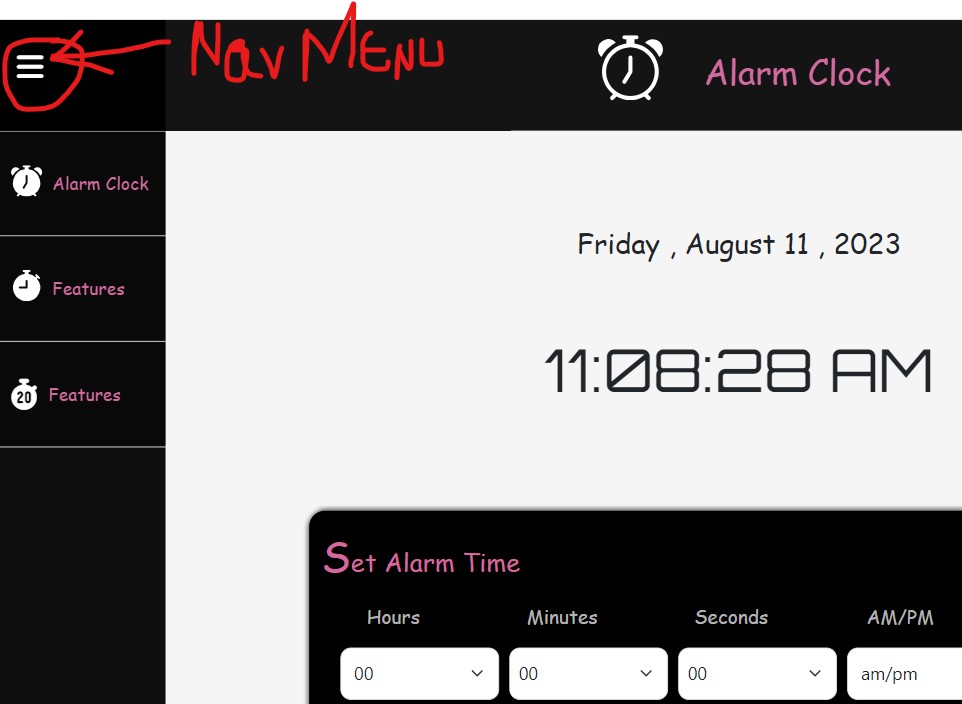 Nav Menu
Alarm Clock
Alarm Clock
Features
20 Features
Friday , August 11 , 2023
11:08:28 AM
Set Alarm Time
Hours Minutes Seconds AM/PM
00 00 00 am/pm